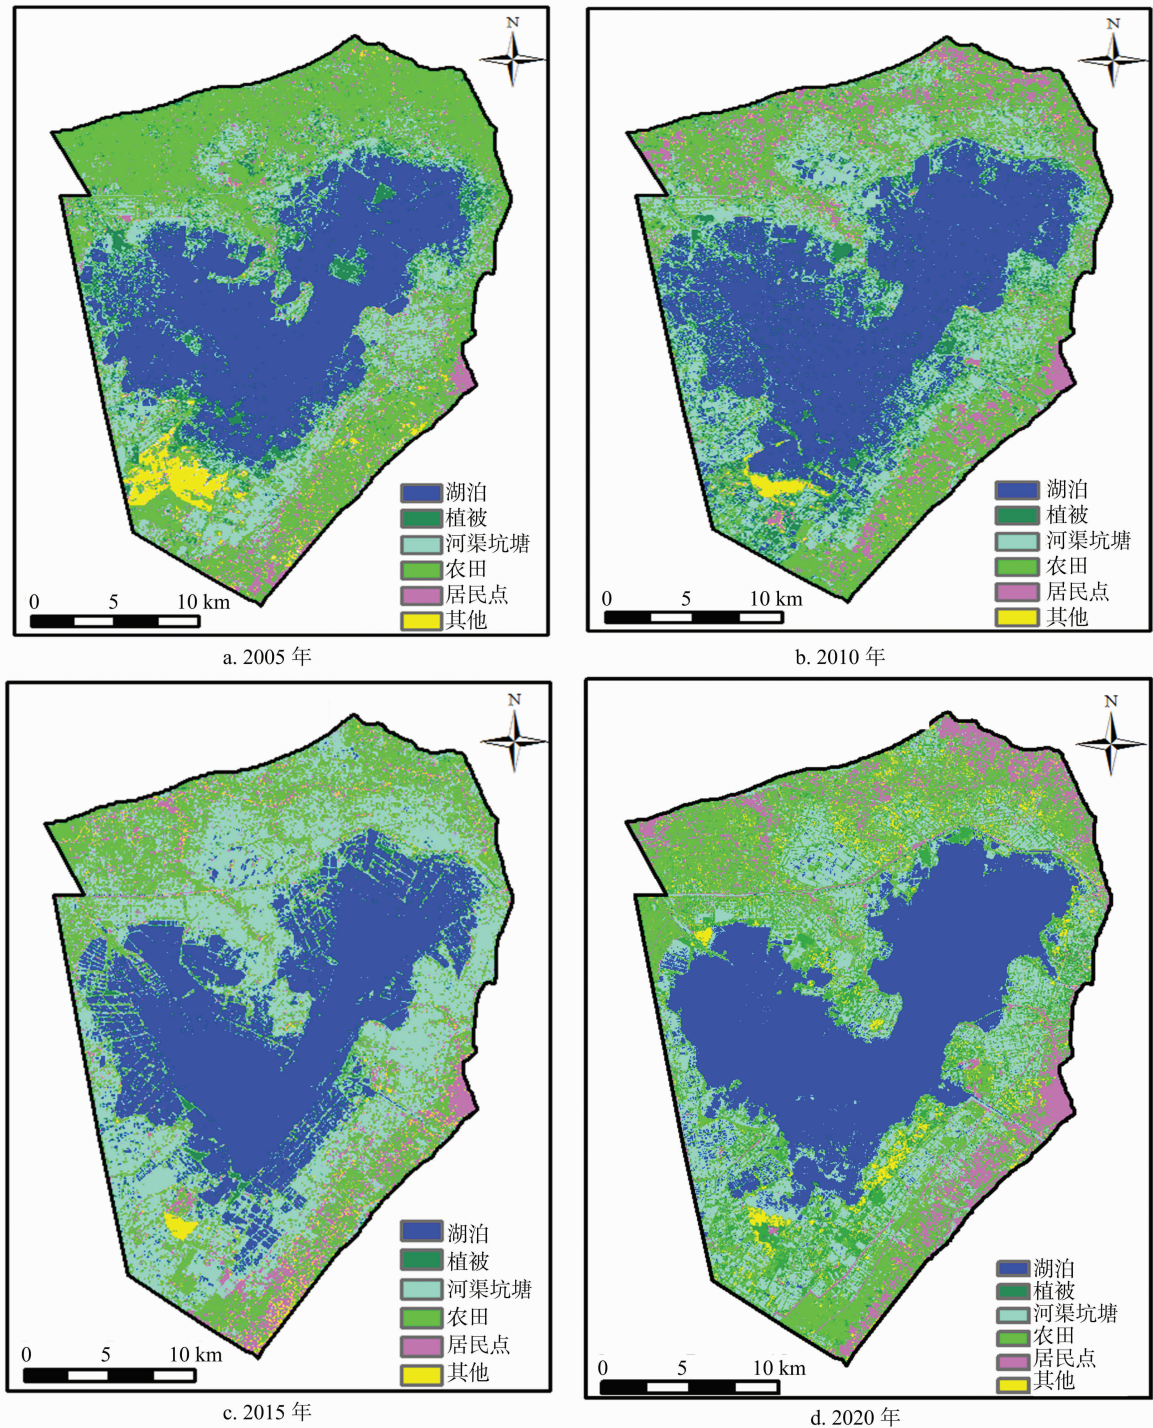 N
湖泊
植被
河渠坑塘
农田
居民点
其他
0 5 10 km
a. 2005 年
N
湖泊
植被
河渠坑塘
农田
居民点
其他
0 5 10 km
b. 2010 年
N
湖泊
植被
河渠坑塘
农田
居民点
其他
0 5 10 km
c. 2015 年
N
湖泊
植被
河渠坑塘
农田
居民点
其他
0 5 10 km
d. 2020 年